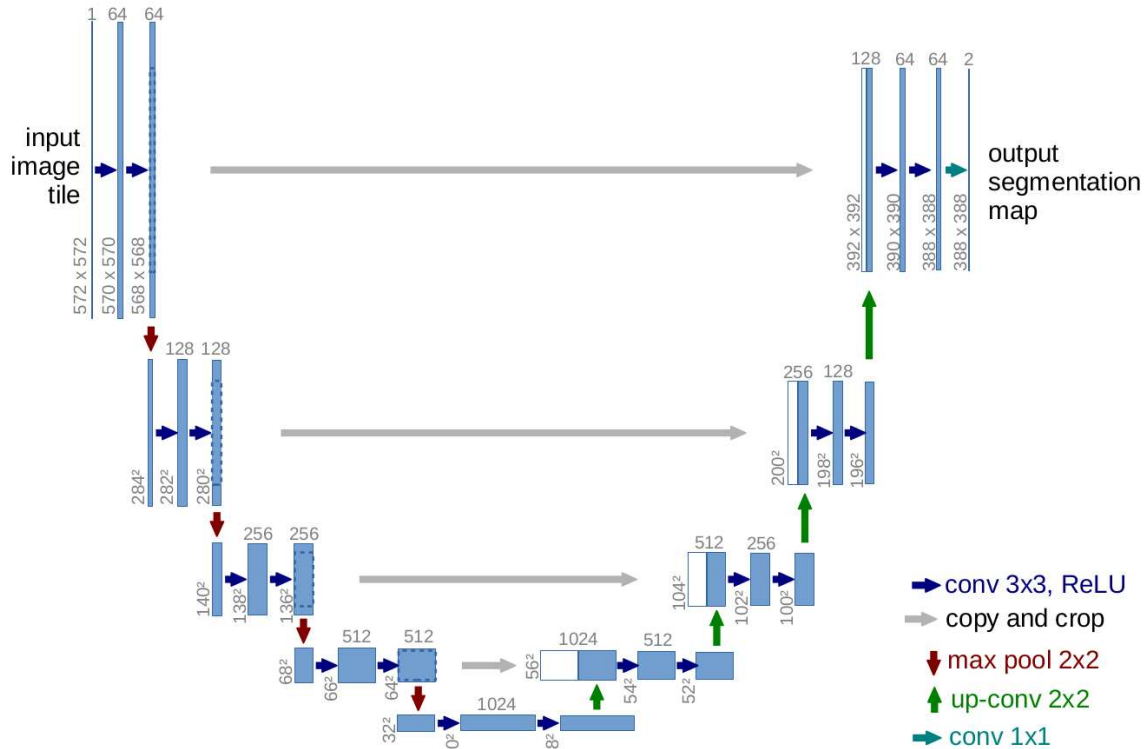 1 64 64
input
image
tile
572 x 572
570 x 570
568 x 568
128 64 64 2
output
segmentation
map
392 x 392
390 x 390
388 x 388
388 x 388
128 128
284²
282²
280²
256 128
200²
198²
196²
256 256
140²
138²
136²
512 256
104²
102²
100²
512 512
68²
66²
64²
1024 512
56²
54²
52²
1024
32²
0²
8²
conv 3x3, ReLU
copy and crop
max pool 2x2
up-conv 2x2
conv 1x1